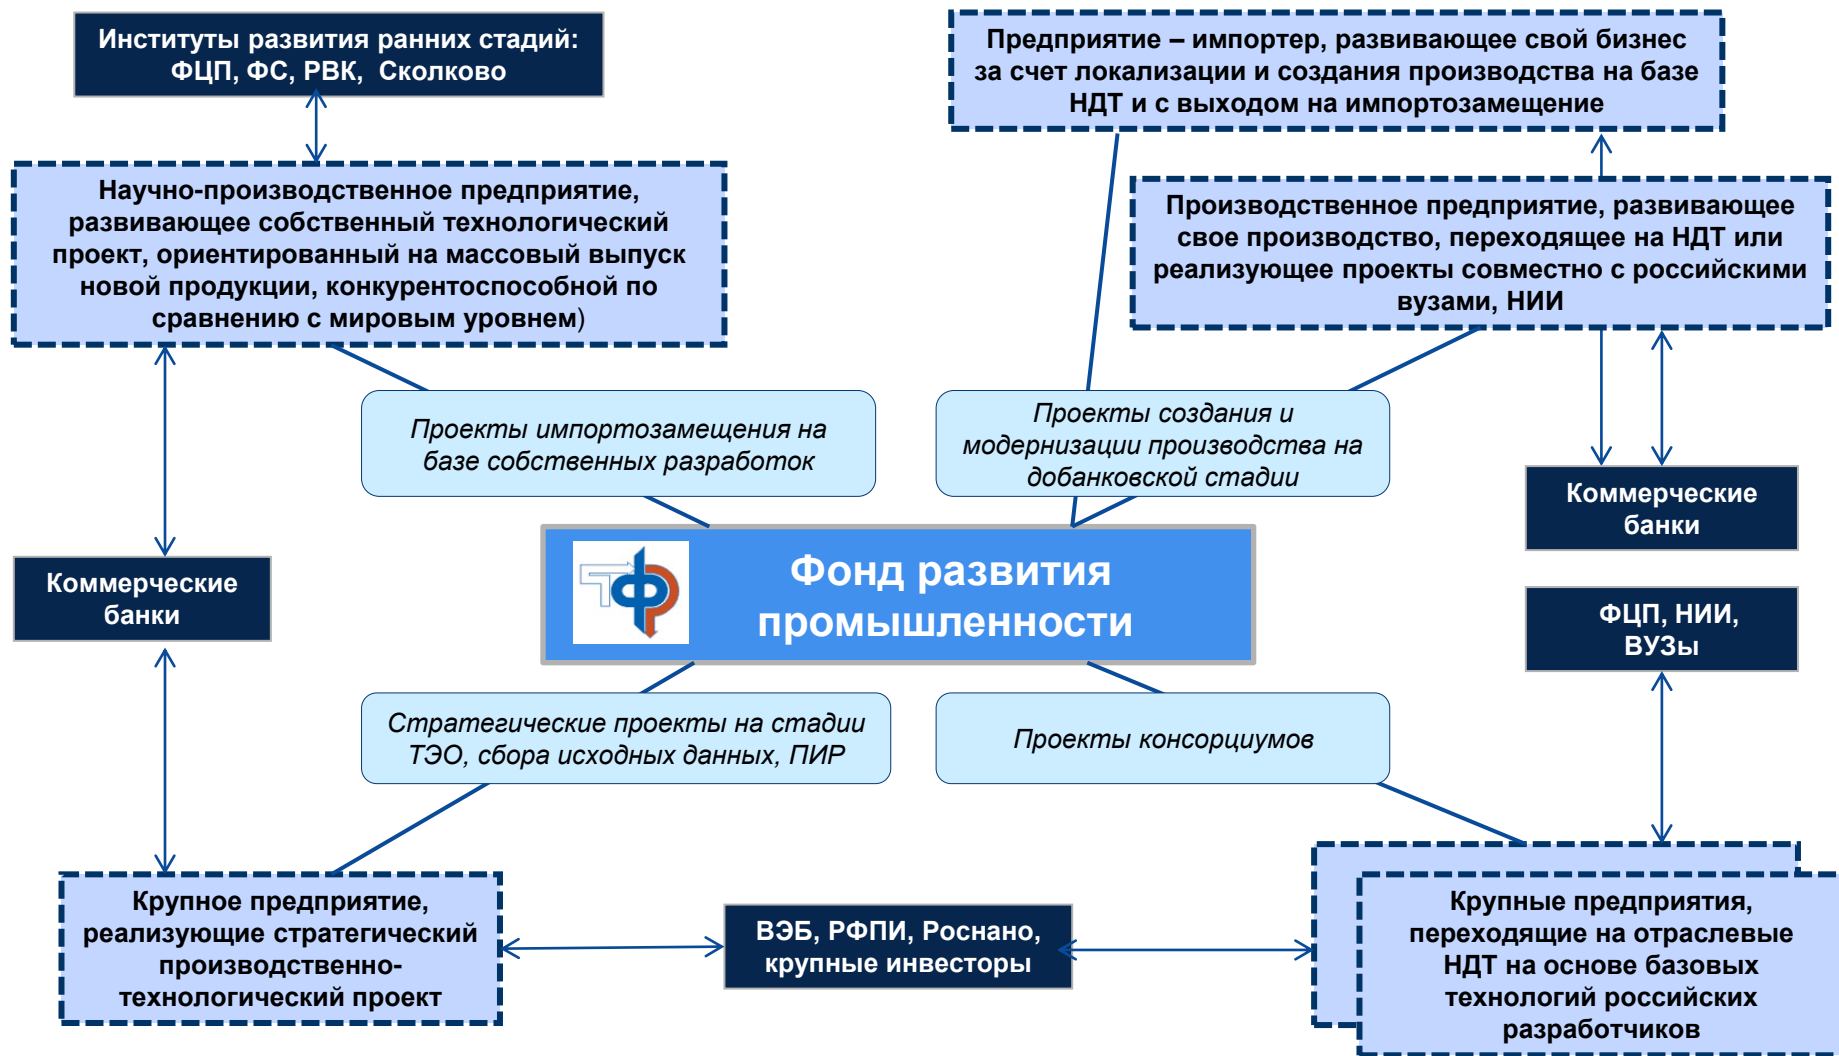 Институты развития ранних стадий:
ФЦП, ФС, РВК, Сколково
Предприятие – импортер, развивающее свой бизнес
за счет локализации и создания производства на базе
НДТ и с выходом на импортозамещение
Научно-производственное предприятие,
развивающее собственный технологический
проект, ориентированный на массовый выпуск
новой продукции, конкурентоспособной по
сравнению с мировым уровнем)
Производственное предприятие, развивающее
свое производство, переходящее на НДТ или
реализующее проекты совместно с российскими
вузами, НИИ
Проекты импортозамещения на
базе собственных разработок
Проекты создания и
модернизации производства на
добанковской стадии
Коммерческие
банки
Фонд развития
промышленности
Коммерческие
банки
ФЦП, НИИ,
ВУЗы
Стратегические проекты на стадии
ТЭО, сбора исходных данных, ПИР
Проекты консорциумов
Крупное предприятие,
реализующие стратегический
производственно-
технологический проект
ВЭБ, РФПИ, Роснано,
крупные инвесторы
Крупные предприятия,
переходящие на отраслевые
НДТ на основе базовых
технологий российских
разработчиков